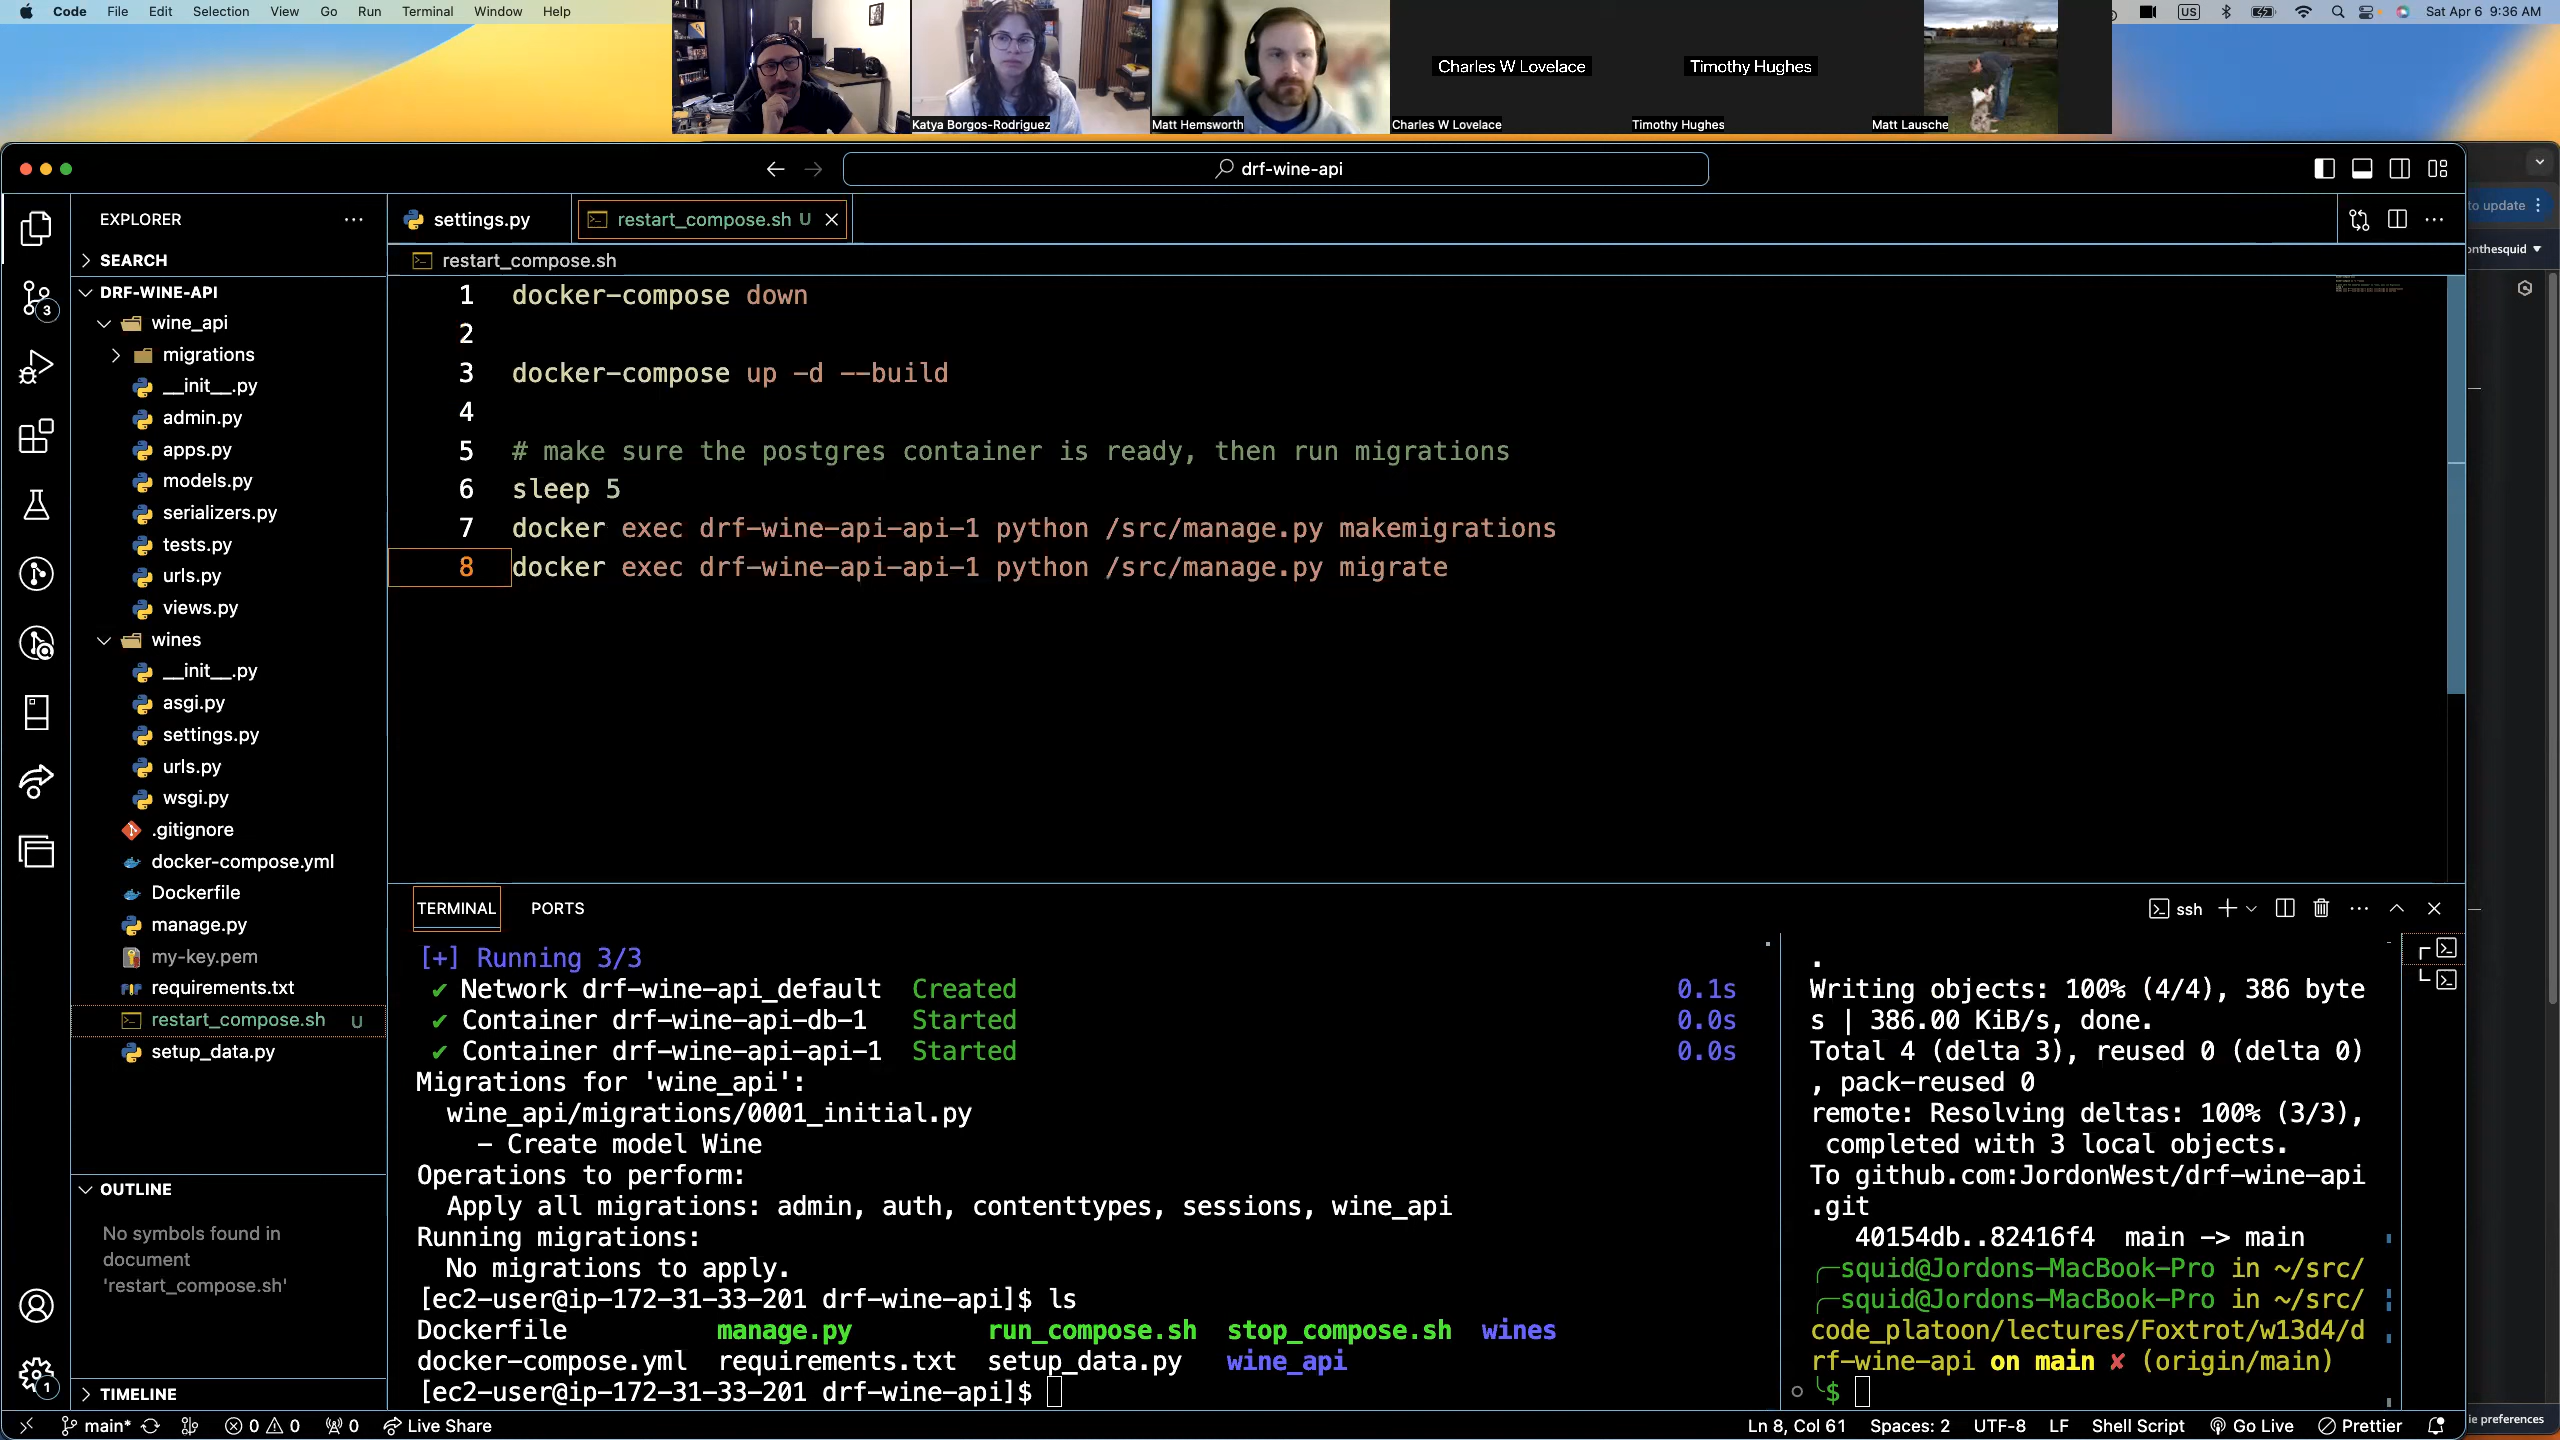 Code File Edit Selection View Go Run Terminal Window Help
US Sat Apr 6 9:36 AM
Charles W Lovelace
Timothy Hughes
Katya Borgos-Rodriguez
Matt Hemsworth
Charles W Lovelace
Timothy Hughes
Matt Lausche
drf-wine-api
to update
onthesquid
EXPLORER
SEARCH
DRF-WINE-API
wine_api
migrations
__init__.py
admin.py
apps.py
models.py
serializers.py
tests.py
urls.py
views.py
wines
__init__.py
asgi.py
settings.py
urls.py
wsgi.py
.gitignore
docker-compose.yml
Dockerfile
manage.py
my-key.pem
requirements.txt
restart_compose.sh U
setup_data.py
OUTLINE
No symbols found in
document
'restart_compose.sh'
TIMELINE
3
1
settings.py
restart_compose.sh U
restart_compose.sh
1 docker-compose down
2
3 docker-compose up -d --build
4
5 # make sure the postgres container is ready, then run migrations
6 sleep 5
7 docker exec drf-wine-api-api-1 python /src/manage.py makemigrations
8 docker exec drf-wine-api-api-1 python /src/manage.py migrate
TERMINAL PORTS
ssh
[+] Running 3/3
✔ Network drf-wine-api_default Created 0.1s
✔ Container drf-wine-api-db-1 Started 0.0s
✔ Container drf-wine-api-api-1 Started 0.0s
Migrations for 'wine_api':
wine_api/migrations/0001_initial.py
- Create model Wine
Operations to perform:
Apply all migrations: admin, auth, contenttypes, sessions, wine_api
Running migrations:
No migrations to apply.
[ec2-user@ip-172-31-33-201 drf-wine-api]$ ls
Dockerfile manage.py run_compose.sh stop_compose.sh wines
docker-compose.yml requirements.txt setup_data.py wine_api
[ec2-user@ip-172-31-33-201 drf-wine-api]$
.
Writing objects: 100% (4/4), 386 byte
s | 386.00 KiB/s, done.
Total 4 (delta 3), reused 0 (delta 0)
, pack-reused 0
remote: Resolving deltas: 100% (3/3),
completed with 3 local objects.
To github.com:JordonWest/drf-wine-api
.git
40154db..82416f4 main -> main
╭─squid@Jordons-MacBook-Pro in ~/src/
╭─squid@Jordons-MacBook-Pro in ~/src/
code_platoon/lectures/Foxtrot/w13d4/d
rf-wine-api on main ✘ (origin/main)
╰$
main* 0 0 0 Live Share
Ln 8, Col 61 Spaces: 2 UTF-8 LF Shell Script Go Live Prettier
ie preferences